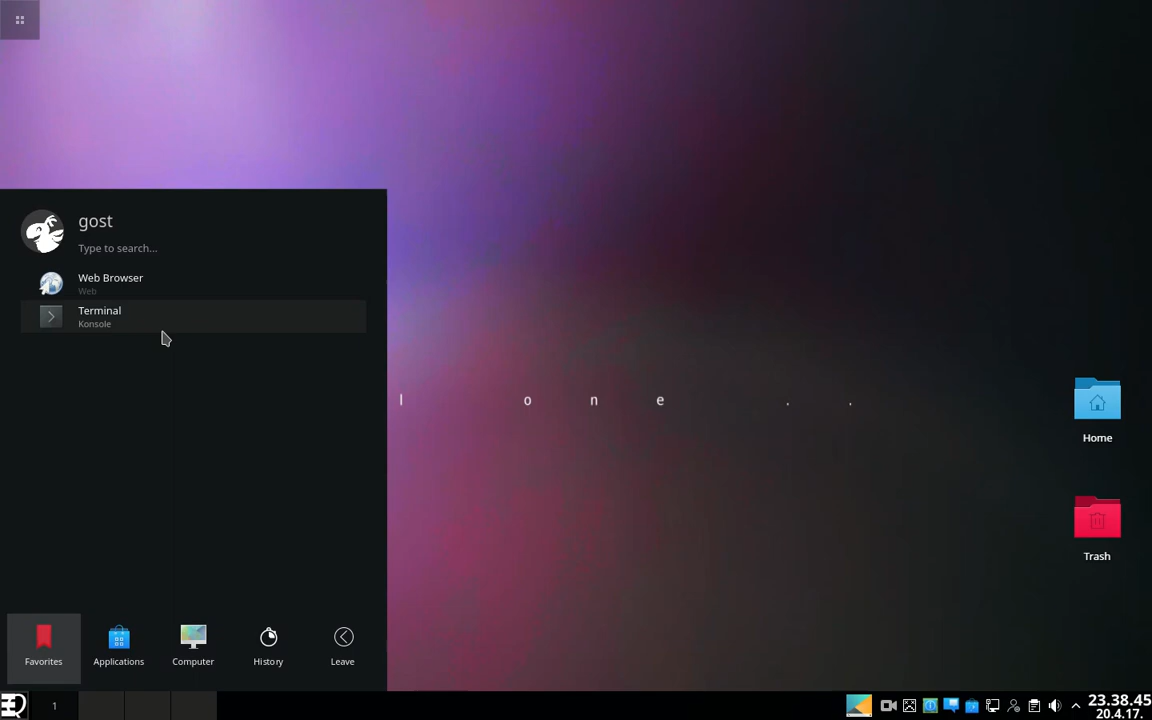 gost
Type to search...
Web Browser
Web
Terminal
Konsole
l o n e . .
Home
Trash
Favorites
Applications
Computer
History
Leave
1
23.38.45
20.4.17.